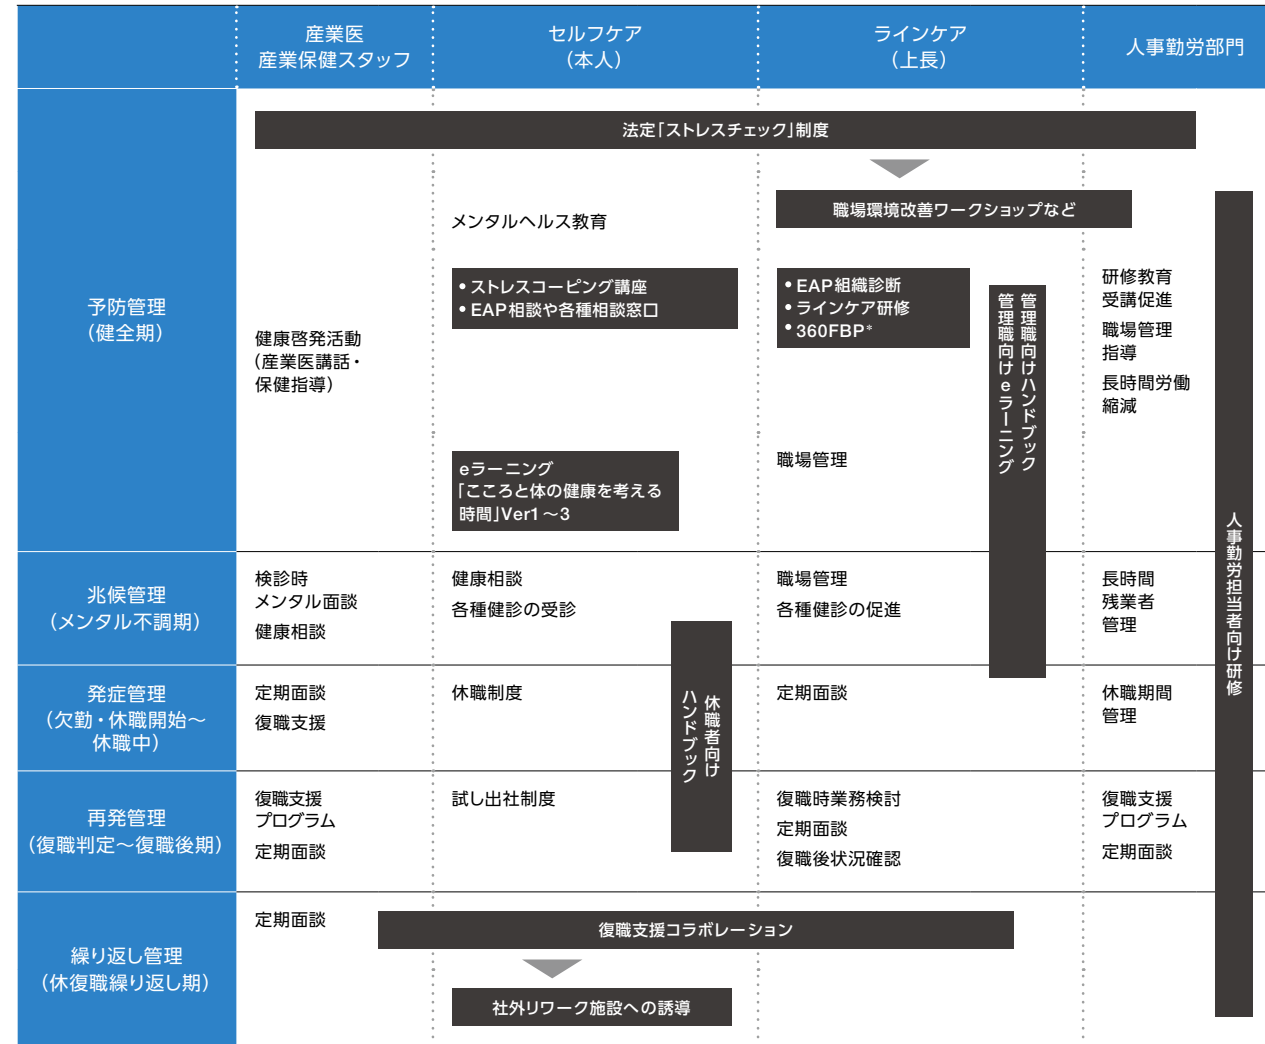 産業医
産業保健スタッフ
セルフケア
（本人）
ラインケア
（上長）
人事勤労部門
法定「ストレスチェック」制度
職場環境改善ワークショップなど
予防管理
（健全期）
健康啓発活動
（産業医講話・
保健指導）
メンタルヘルス教育
•ストレスコーピング講座
•EAP相談や各種相談窓口
eラーニング
「こころと体の健康を考える
時間」Ver1～3
•EAP組織診断
•ラインケア研修
•360FBP*
職場管理
管理職向けハンドブック
管理職向けeラーニング
研修教育
受講促進
職場管理
指導
長時間労働
縮減
人事勤労担当者向け研修
兆候管理
（メンタル不調期）
検診時
メンタル面談
健康相談
健康相談
各種健診の受診
職場管理
各種健診の促進
長時間
残業者
管理
発症管理
（欠勤・休職開始～
休職中）
定期面談
復職支援
休職制度
休職者向け
ハンドブック
定期面談
休職期間
管理
再発管理
（復職判定～復職後期）
復職支援
プログラム
定期面談
試し出社制度
復職時業務検討
定期面談
復職後状況確認
復職支援
プログラム
定期面談
繰り返し管理
（休復職繰り返し期）
定期面談
復職支援コラボレーション
社外リワーク施設への誘導